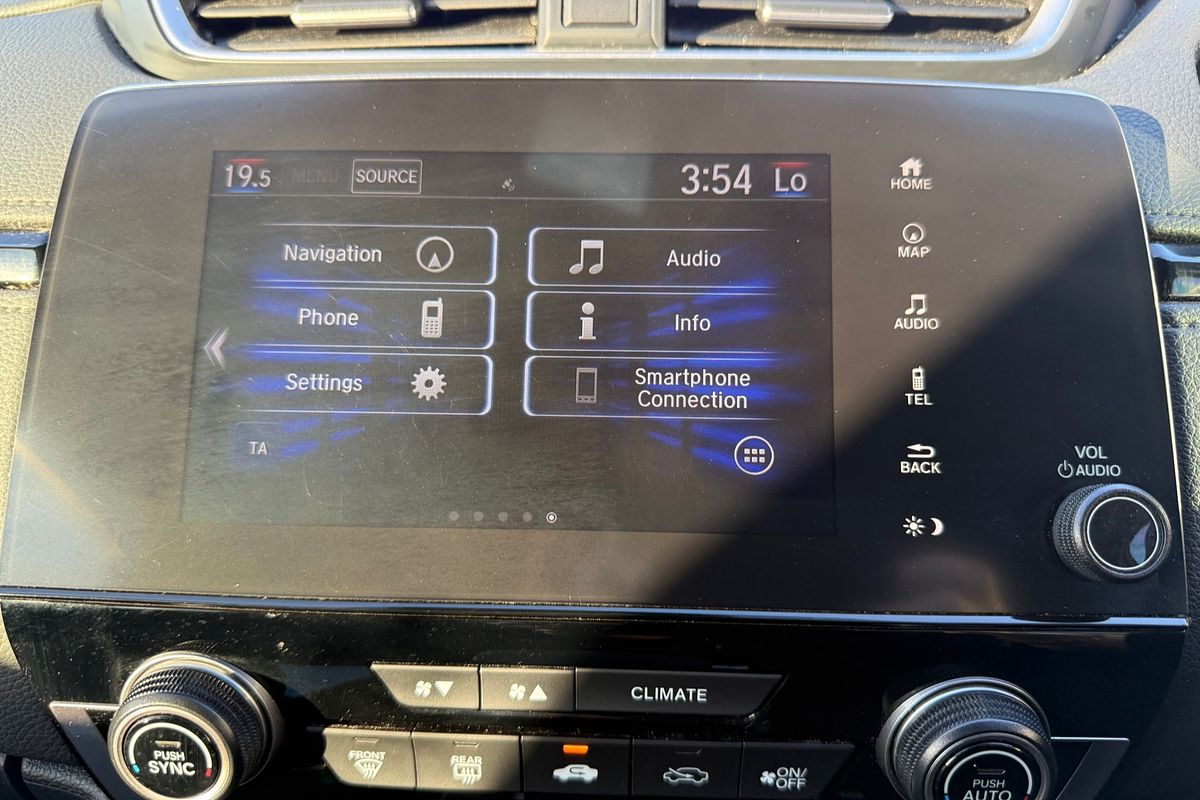 19.5 MENU SOURCE 3:54 Lo
Navigation
Audio
Phone
Info
Settings
Smartphone
Connection
TA
HOME
MAP
AUDIO
TEL
BACK
VOL
AUDIO
CLIMATE
PUSH
SYNC
FRONT
REAR
ON/
OFF
PUSH
AUTO